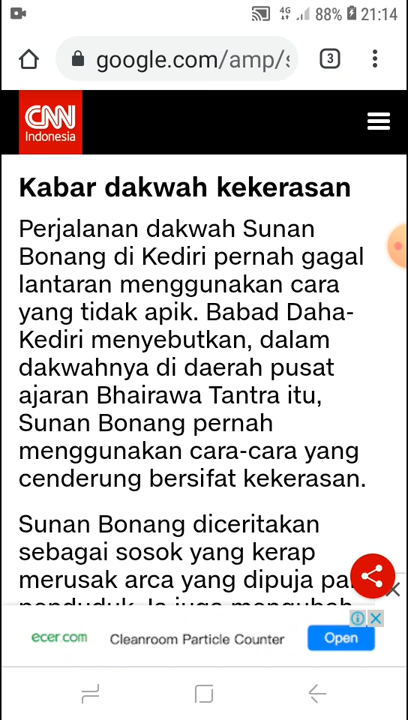 4G 88% 21:14
google.com/amp/s
3
CNN
Indonesia
Kabar dakwah kekerasan
Perjalanan dakwah Sunan
Bonang di Kediri pernah gagal
lantaran menggunakan cara
yang tidak apik. Babad Daha-
Kediri menyebutkan, dalam
dakwahnya di daerah pusat
ajaran Bhairawa Tantra itu,
Sunan Bonang pernah
menggunakan cara-cara yang
cenderung bersifat kekerasan.
Sunan Bonang diceritakan
sebagai sosok yang kerap
merusak arca yang dipuja
ecer com Cleanroom Particle Counter Open